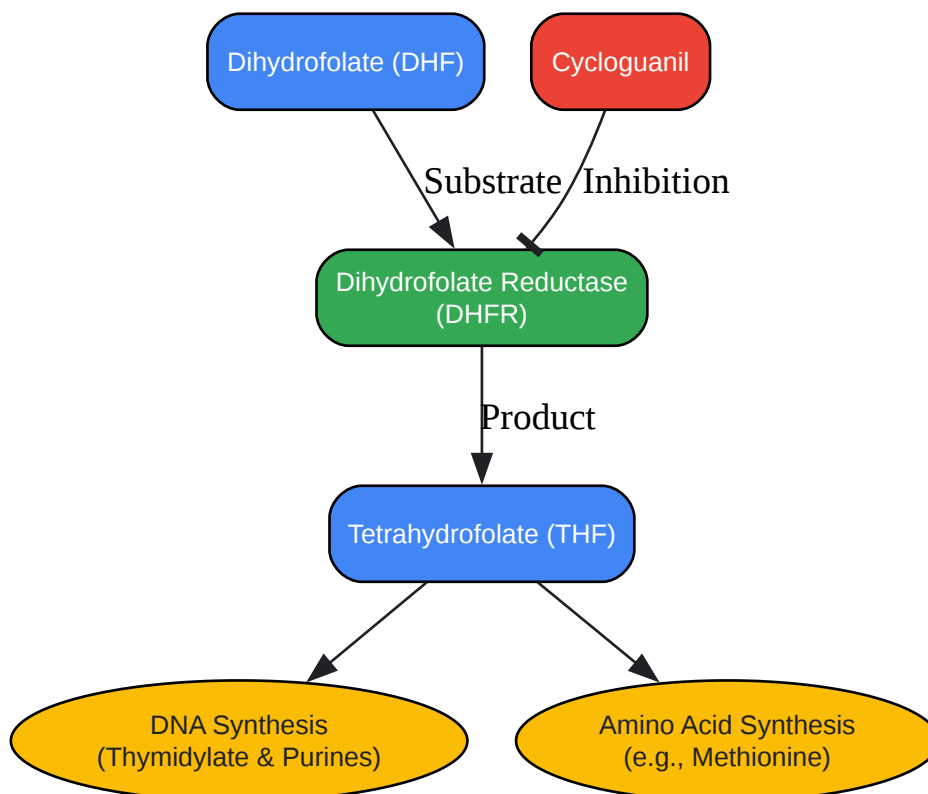 Dihydrofolate (DHF)
Cycloguanil
Substrate
Inhibition
Dihydrofolate Reductase
(DHFR)
Product
Tetrahydrofolate (THF)
DNA Synthesis
(Thymidylate & Purines)
Amino Acid Synthesis
(e.g., Methionine)